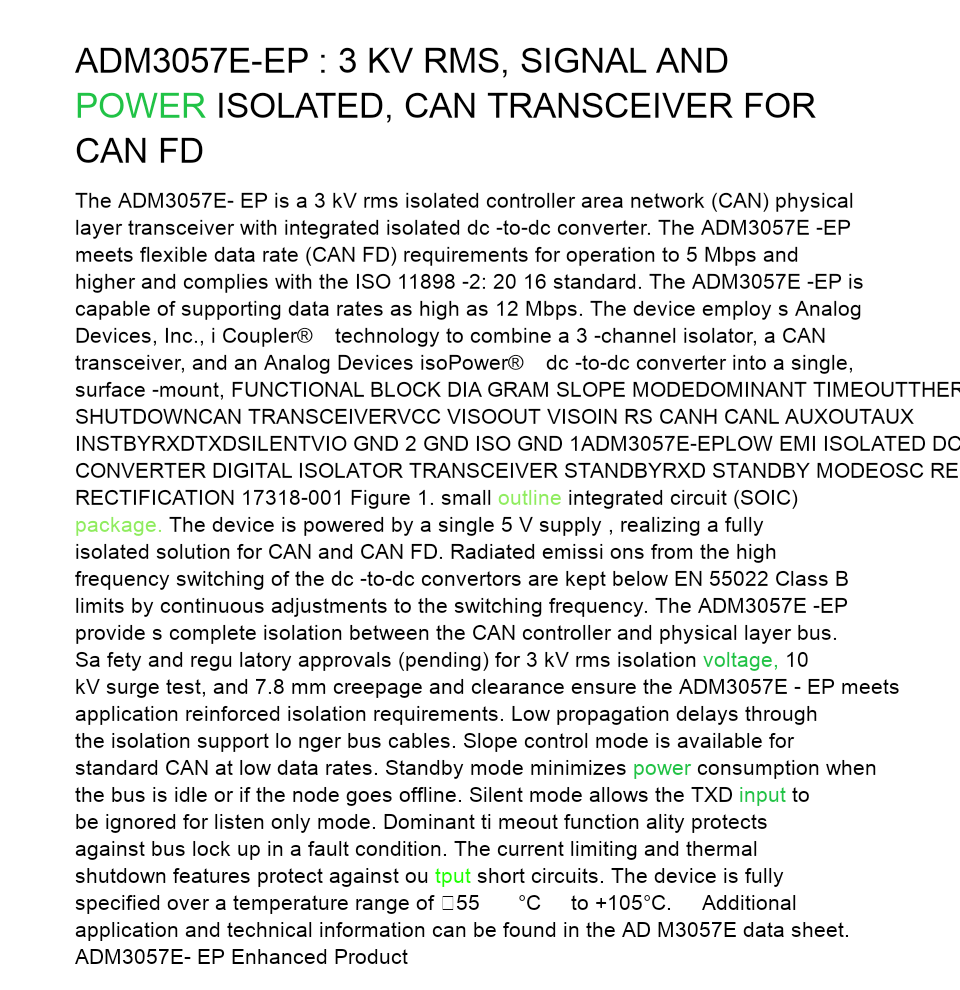 ADM3057E-EP : 3 KV RMS, SIGNAL AND
POWER ISOLATED, CAN TRANSCEIVER FOR
CAN FD
The ADM3057E- EP is a 3 kV rms isolated controller area network (CAN) physical
layer transceiver with integrated isolated dc -to-dc converter. The ADM3057E -EP
meets flexible data rate (CAN FD) requirements for operation to 5 Mbps and
higher and complies with the ISO 11898 -2: 20 16 standard. The ADM3057E -EP is
capable of supporting data rates as high as 12 Mbps. The device employ s Analog
Devices, Inc., i Coupler® technology to combine a 3 -channel isolator, a CAN
transceiver, and an Analog Devices isoPower® dc -to-dc converter into a single,
surface -mount, FUNCTIONAL BLOCK DIA GRAM SLOPE MODEDOMINANT TIMEOUTTHER
SHUTDOWNCAN TRANSCEIVERVCC VISOOUT VISOIN RS CANH CANL AUXOUTAUX
INSTBYRXDTXDSILENTVIO GND 2 GND ISO GND 1ADM3057E-EPLOW EMI ISOLATED DC
CONVERTER DIGITAL ISOLATOR TRANSCEIVER STANDBYRXD STANDBY MODEOSC RE
RECTIFICATION 17318-001 Figure 1. small outline integrated circuit (SOIC)
package. The device is powered by a single 5 V supply , realizing a fully
isolated solution for CAN and CAN FD. Radiated emissi ons from the high
frequency switching of the dc -to-dc convertors are kept below EN 55022 Class B
limits by continuous adjustments to the switching frequency. The ADM3057E -EP
provide s complete isolation between the CAN controller and physical layer bus.
Sa fety and regu latory approvals (pending) for 3 kV rms isolation voltage, 10
kV surge test, and 7.8 mm creepage and clearance ensure the ADM3057E - EP meets
application reinforced isolation requirements. Low propagation delays through
the isolation support lo nger bus cables. Slope control mode is available for
standard CAN at low data rates. Standby mode minimizes power consumption when
the bus is idle or if the node goes offline. Silent mode allows the TXD input to
be ignored for listen only mode. Dominant ti meout function ality protects
against bus lock up in a fault condition. The current limiting and thermal
shutdown features protect against ou tput short circuits. The device is fully
specified over a temperature range of □55 °C to +105°C. Additional
application and technical information can be found in the AD M3057E data sheet.
ADM3057E- EP Enhanced Product